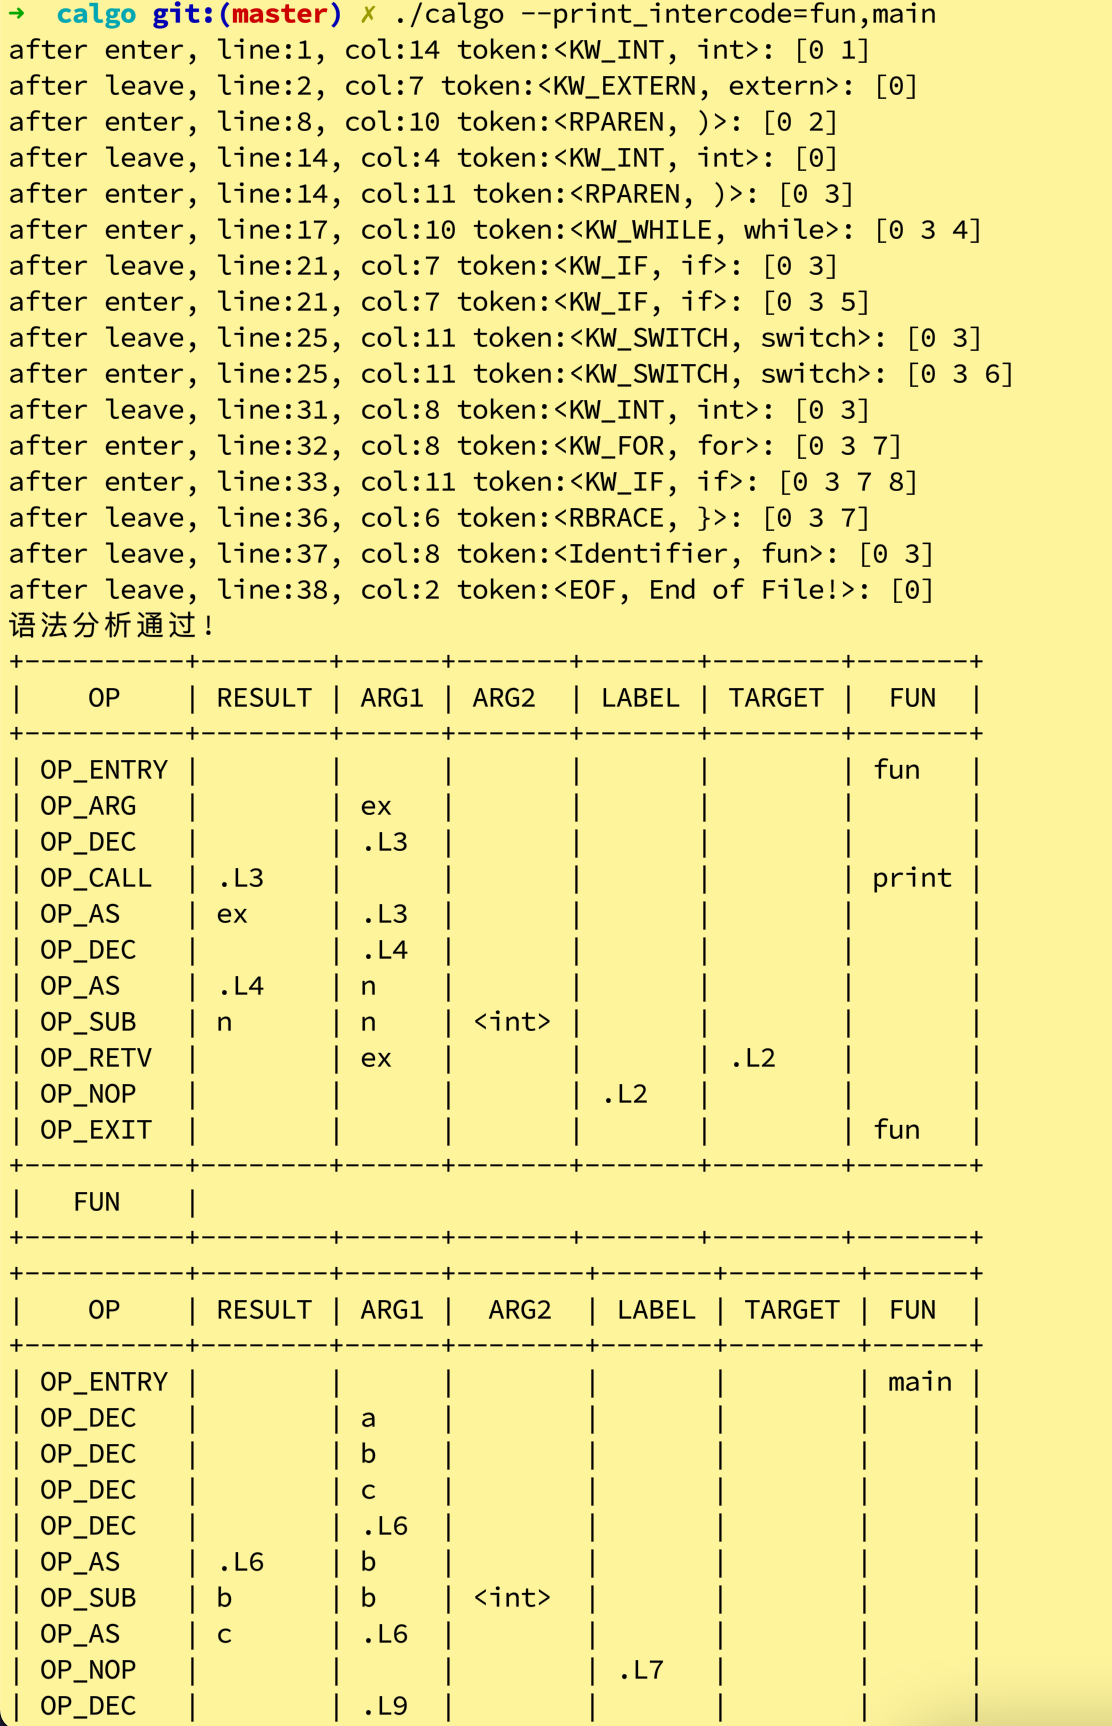 →  calgo git:(master) ✗ ./calgo --print_intercode=fun,main
after enter, line:1, col:14 token:<KW_INT, int>: [0 1]
after leave, line:2, col:7 token:<KW_EXTERN, extern>: [0]
after enter, line:8, col:10 token:<RPAREN, )>: [0 2]
after leave, line:14, col:4 token:<KW_INT, int>: [0]
after enter, line:14, col:11 token:<RPAREN, )>: [0 3]
after enter, line:17, col:10 token:<KW_WHILE, while>: [0 3 4]
after leave, line:21, col:7 token:<KW_IF, if>: [0 3]
after enter, line:21, col:7 token:<KW_IF, if>: [0 3 5]
after leave, line:25, col:11 token:<KW_SWITCH, switch>: [0 3]
after enter, line:25, col:11 token:<KW_SWITCH, switch>: [0 3 6]
after leave, line:31, col:8 token:<KW_INT, int>: [0 3]
after enter, line:32, col:8 token:<KW_FOR, for>: [0 3 7]
after enter, line:33, col:11 token:<KW_IF, if>: [0 3 7 8]
after leave, line:36, col:6 token:<RBRACE, }>: [0 3 7]
after leave, line:37, col:8 token:<Identifier, fun>: [0 3]
after leave, line:38, col:2 token:<EOF, End of File!>: [0]
语法分析通过!
+----------+--------+------+-------+-------+--------+-------+
|    OP    | RESULT | ARG1 | ARG2  | LABEL | TARGET |  FUN  |
+----------+--------+------+-------+-------+--------+-------+
| OP_ENTRY |        |      |       |       |        | fun   |
| OP_ARG   |        | ex   |       |       |        |       |
| OP_DEC   |        | .L3  |       |       |        |       |
| OP_CALL  | .L3    |      |       |       |        | print |
| OP_AS    | ex     | .L3  |       |       |        |       |
| OP_DEC   |        | .L4  |       |       |        |       |
| OP_AS    | .L4    | n    |       |       |        |       |
| OP_SUB   | n      | n    | <int> |       |        |       |
| OP_RETV  |        | ex   |       |       | .L2    |       |
| OP_NOP   |        |      |       | .L2   |        |       |
| OP_EXIT  |        |      |       |       |        | fun   |
+----------+--------+------+-------+-------+--------+-------+
|   FUN    |
+----------+--------+------+-------+-------+--------+-------+
+----------+--------+------+--------+-------+--------+------+
|    OP    | RESULT | ARG1 |  ARG2  | LABEL | TARGET | FUN  |
+----------+--------+------+--------+-------+--------+------+
| OP_ENTRY |        |      |        |       |        | main |
| OP_DEC   |        | a    |        |       |        |      |
| OP_DEC   |        | b    |        |       |        |      |
| OP_DEC   |        | c    |        |       |        |      |
| OP_DEC   |        | .L6  |        |       |        |      |
| OP_AS    | .L6    | b    |        |       |        |      |
| OP_SUB   | b      | b    | <int>  |       |        |      |
| OP_AS    | c      | .L6  |        |       |        |      |
| OP_NOP   |        |      |        | .L7   |        |      |
| OP_DEC   |        | .L9  |        |       |        |      |